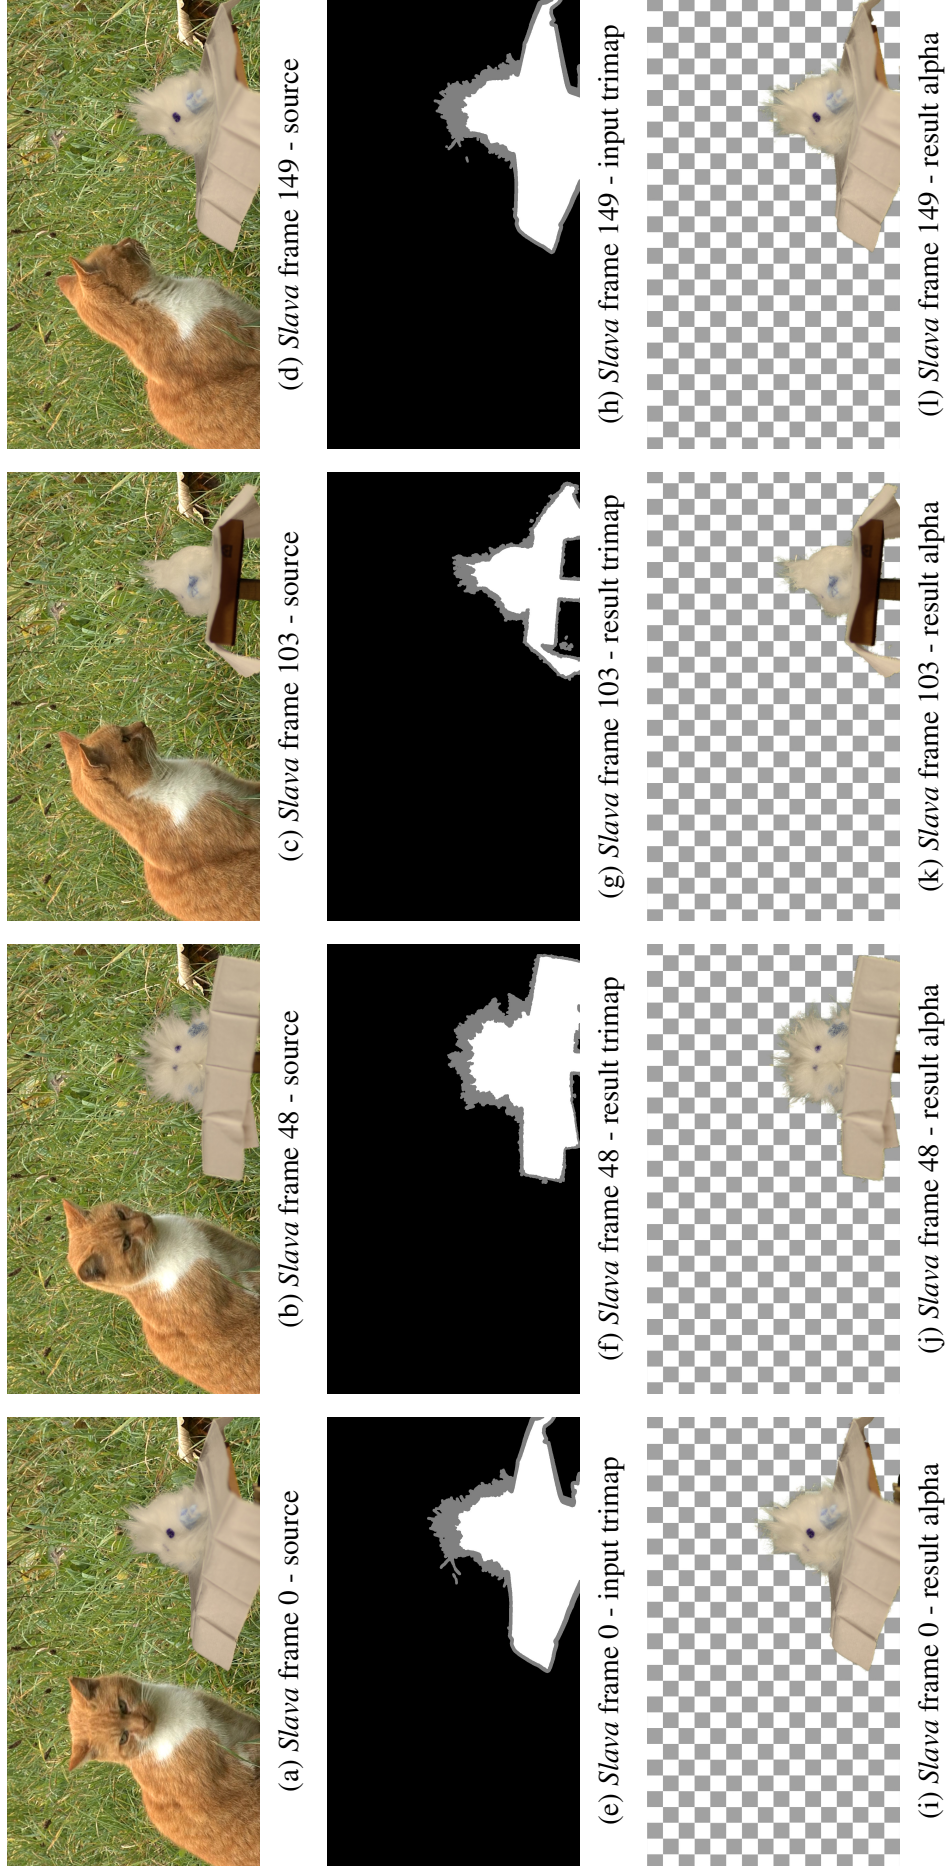 (a) Slava frame 0 - source
(b) Slava frame 48 - source
(c) Slava frame 103 - source
(d) Slava frame 149 - source
(e) Slava frame 0 - input trimap
(f) Slava frame 48 - result trimap
(g) Slava frame 103 - result trimap
(h) Slava frame 149 - input trimap
(i) Slava frame 0 - result alpha
(j) Slava frame 48 - result alpha
(k) Slava frame 103 - result alpha
(l) Slava frame 149 - result alpha